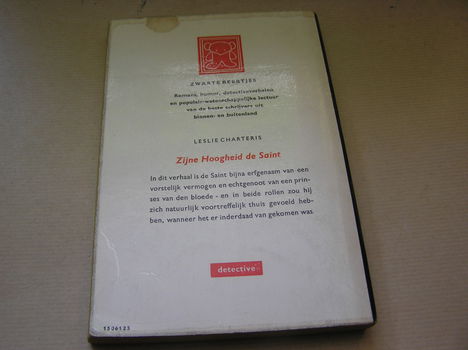 ZWARTE BEERTJES
Romans, humor, detectiveverhalen
en populair-wetenschappelijke lectuur
van de beste schrijvers uit
binnen- en buitenland
LESLIE CHARTERIS
Zijne Hoogheid de Saint
In dit verhaal is de Saint bijna erfgenaam van een
vorstelijk vermogen en echtgenoot van een prin-
ses van den bloede - en in beide rollen zou hij
zich natuurlijk voortreffelijk thuis gevoeld heb-
ben, wanneer het er inderdaad van gekomen was
detective
1506125